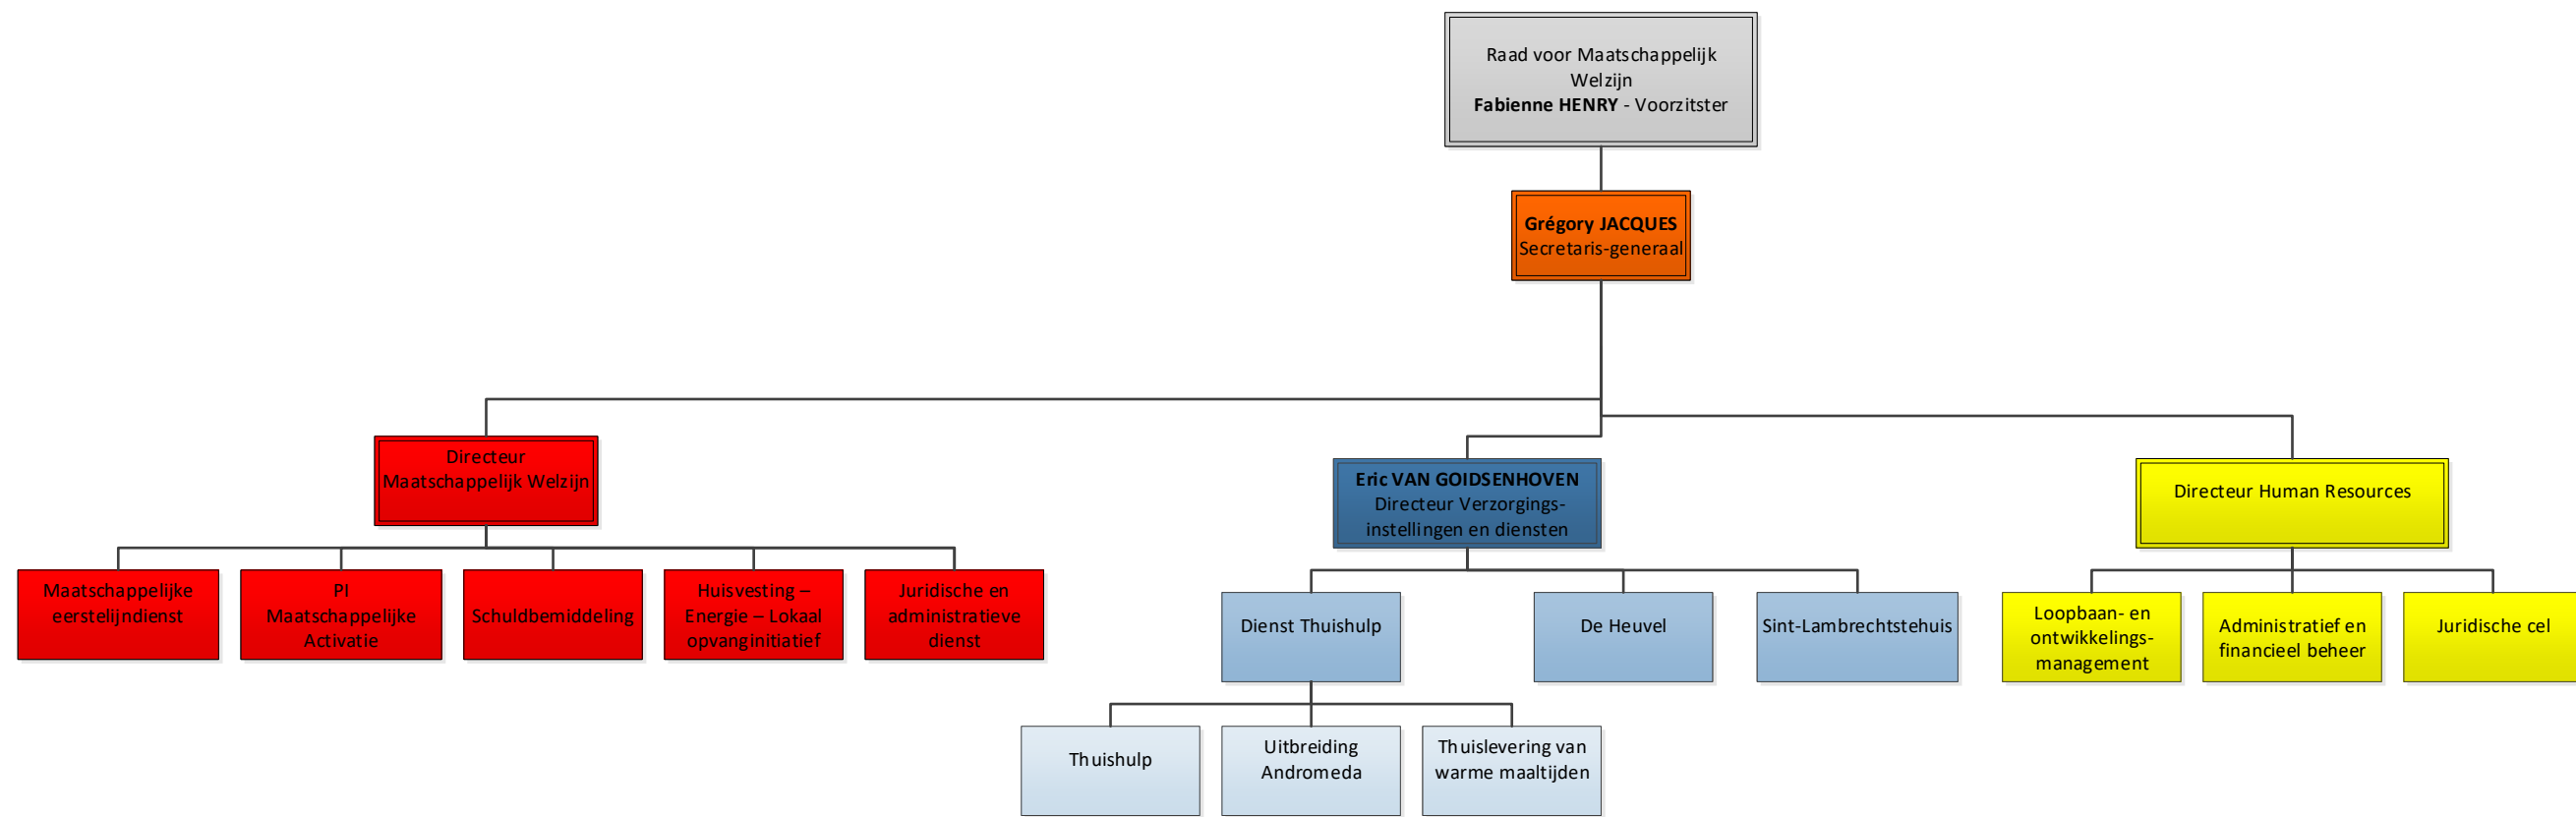 Raad voor Maatschappelijk
Welzijn
Fabienne HENRY - Voorzitster
Grégory JACQUES
Secretaris-generaal
Directeur
Maatschappelijk Welzijn
Eric VAN GOIDSENHOVEN
Directeur Verzorgings-
instellingen en diensten
Directeur Human Resources
Maatschappelijke
eerstelijndienst
PI
Maatschappelijke
Activatie
Schuldbemiddeling
Huisvesting –
Energie – Lokaal
opvanginitiatief
Juridische en
administratieve
dienst
Dienst Thuishulp
De Heuvel
Sint-Lambrechtstehuis
Loopbaan- en
ontwikkelings-
management
Administratief en
financieel beheer
Juridische cel
Thuishulp
Uitbreiding
Andromeda
Thuislevering van
warme maaltijden